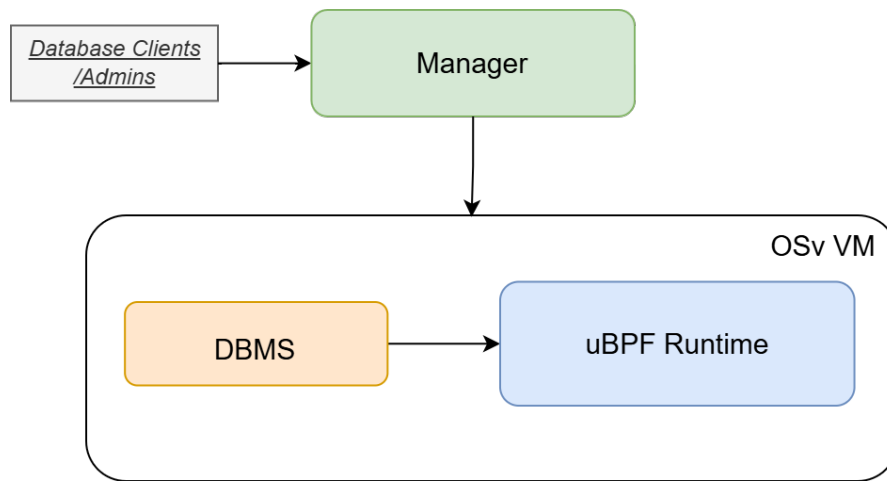 Database Clients
/Admins
Manager
OSv VM
DBMS
uBPF Runtime